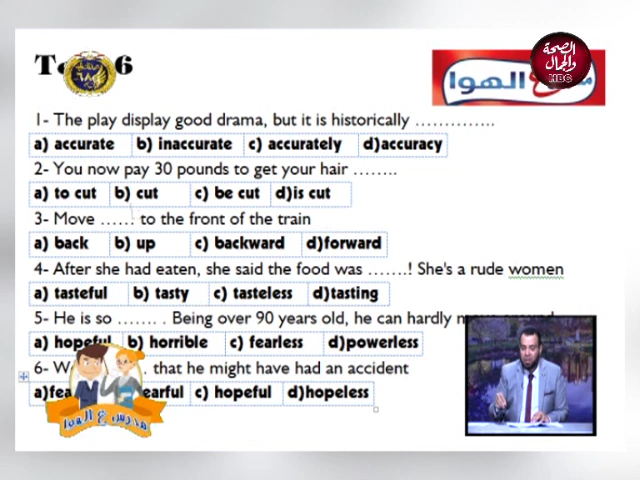 الصحة
والجمال
HBC
الهوا
1- The play display good drama, but it is historically …………..
a) accurate b) inaccurate c) accurately d)accuracy
2- You now pay 30 pounds to get your hair ……..
a) to cut b) cut c) be cut d)is cut
3- Move …… to the front of the train
a) back b) up c) backward d)forward
4- After she had eaten, she said the food was …….! She's a rude women
a) tasteful b) tasty c) tasteless d)tasting
5- He is so ……. . Being over 90 years old, he can hardly
a) hopeful b) horrible c) fearless d)powerless
6- that he might have had an accident
c) hopeful d)hopeless
مدرس ع الهوا